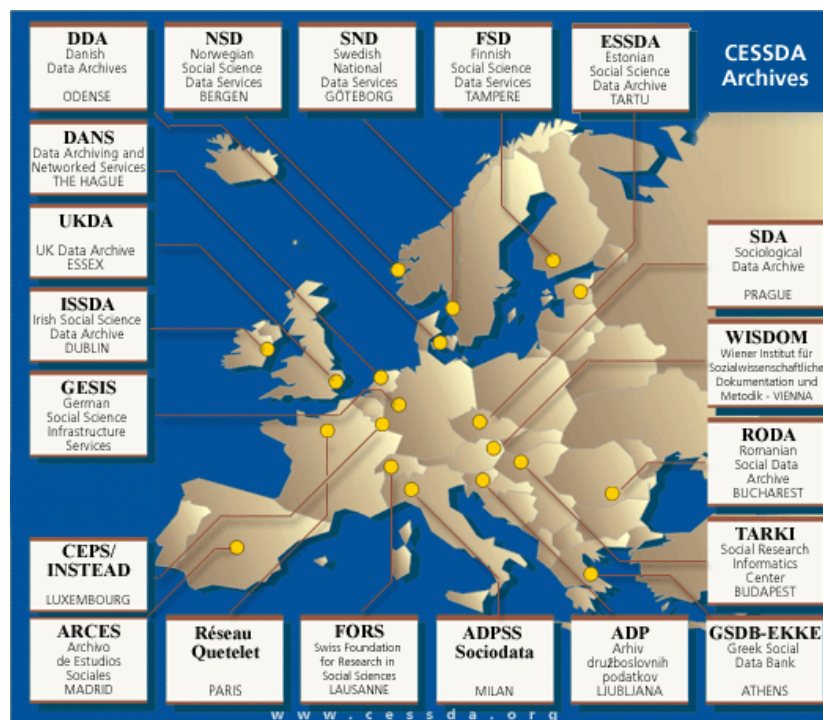 DDA
Danish
Data Archives
ODENSE
NSD
Norwegian
Social Science
Data Services
BERGEN
SND
Swedish
National
Data Services
GÖTEBORG
FSD
Finnish
Social Science
Data Services
TAMPERE
ESSDA
Estonian
Social Science
Data Archive
TARTU
CESSDA
Archives
DANS
Data Archiving and
Networked Services
THE HAGUE
UKDA
UK Data Archive
ESSEX
ISSDA
Irish Social Science
Data Archive
DUBLIN
GESIS
German
Social Science
Infrastructure
Services
SDA
Sociological
Data Archive
PRAGUE
WISDOM
Wiener Institut für
Sozialwissenschaftliche
Dokumentation und
Metodik - VIENNA
RODA
Romanian
Social Data
Archive
BUCHAREST
TARKI
Social Research
Informatics
Center
BUDAPEST
CEPS/
INSTEAD
LUXEMBOURG
ARCES
Archivo
de Estudios
Sociales
MADRID
Réseau
Quetelet
PARIS
FORS
Swiss Foundation
for Research in
Social Sciences
LAUSANNE
ADPSS
Sociodata
MILAN
ADP
Arhiv
družboslovnih
podatkov
LJUBLJANA
GSDB-EKKE
Greek Social
Data Bank
ATHENS
www.cessda.org